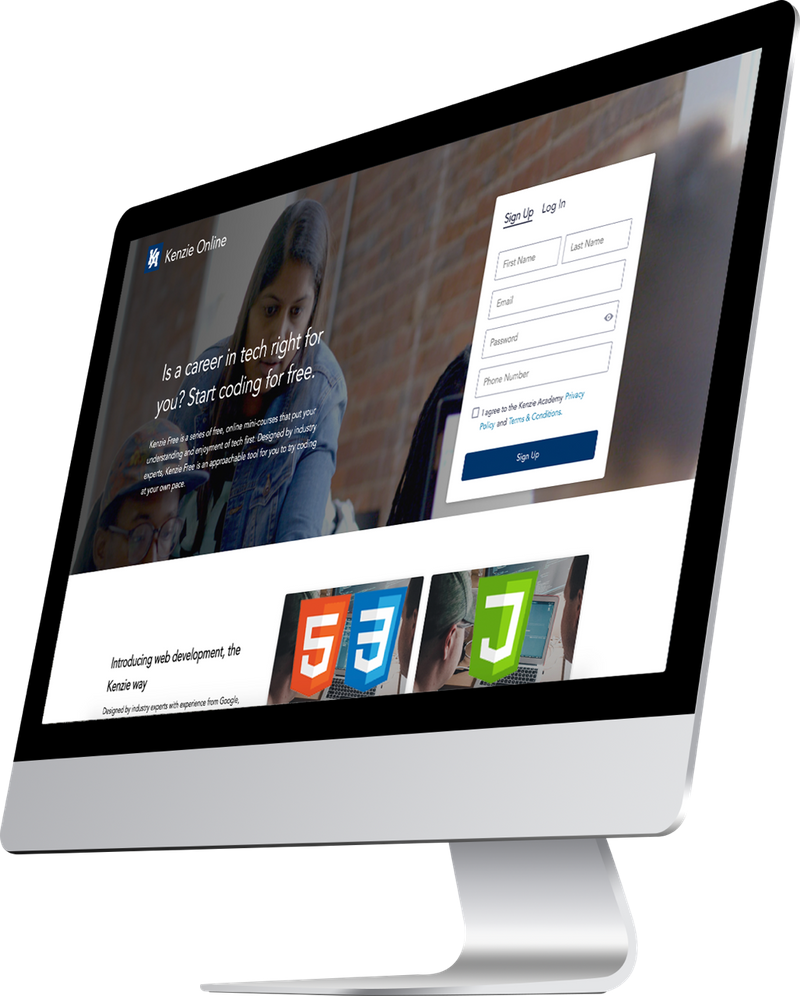 Kenzie Online
Is a career in tech right for
you? Start coding for free.
Kenzie Free is a series of free, online mini-courses that put your
understanding and enjoyment of tech first. Designed by industry
experts, Kenzie Free is an approachable tool for you to try coding
at your own pace.
Sign Up Log In
First Name Last Name
Email
Password
Phone Number
I agree to the Kenzie Academy Privacy
Policy and Terms & Conditions.
Sign Up
Introducing web development, the
Kenzie way
Designed by industry experts with experience from Google,
5
3
J